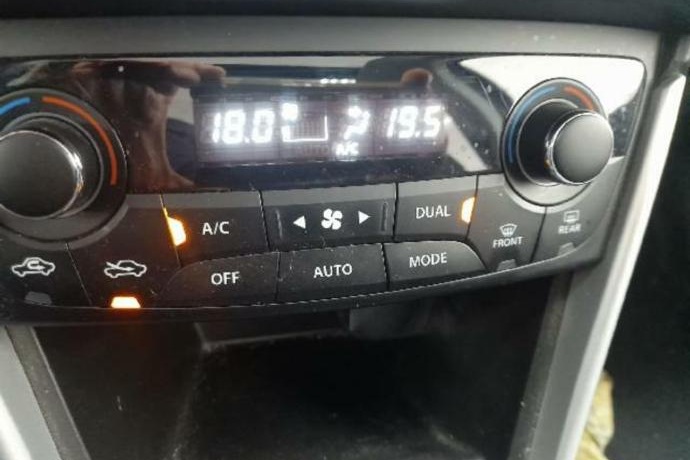 18.0 19.5
A/C
A/C DUAL
FRONT REAR
OFF AUTO MODE